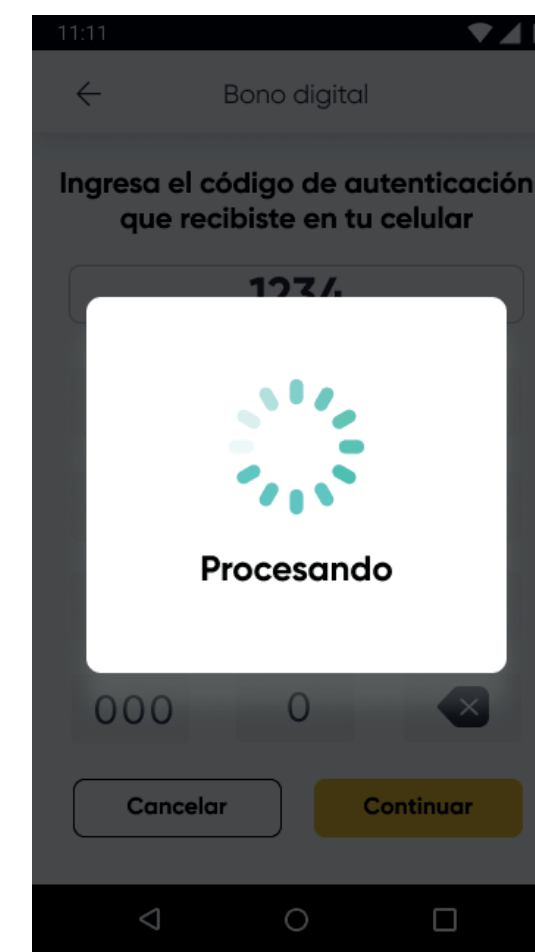 11:11
Bono digital
Ingresa el código de autenticación
que recibiste en tu celular
1234
Procesando
000 0
Cancelar Continuar